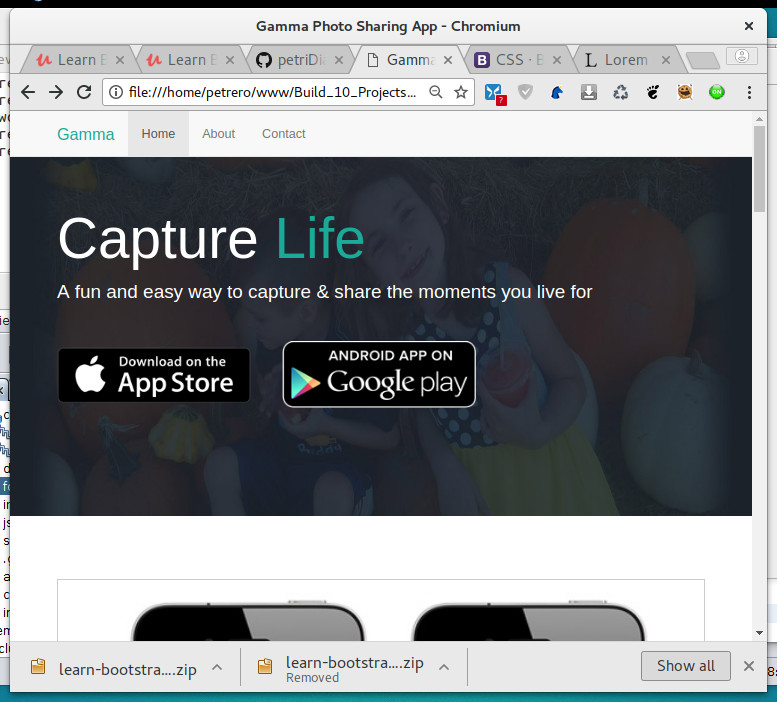 Gamma Photo Sharing App - Chromium
Learn B
Learn B
petriDi
Gamma
CSS · B
Lorem
file:///home/petrero/www/Build_10_Projects...
?
ON
Gamma Home About Contact
Capture Life
A fun and easy way to capture & share the moments you live for
Download on the
App Store
ANDROID APP ON
Google play
learn-bootstra....zip
learn-bootstra....zip
Removed
Show all